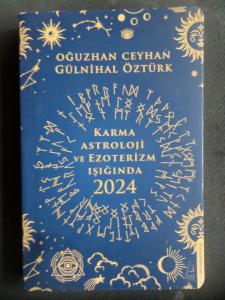 OĞUZHAN CEYHAN
GÜLNİHAL ÖZTÜRK
KARMA
ASTROLOJİ
VE EZOTERİZM
IŞIĞINDA
2024